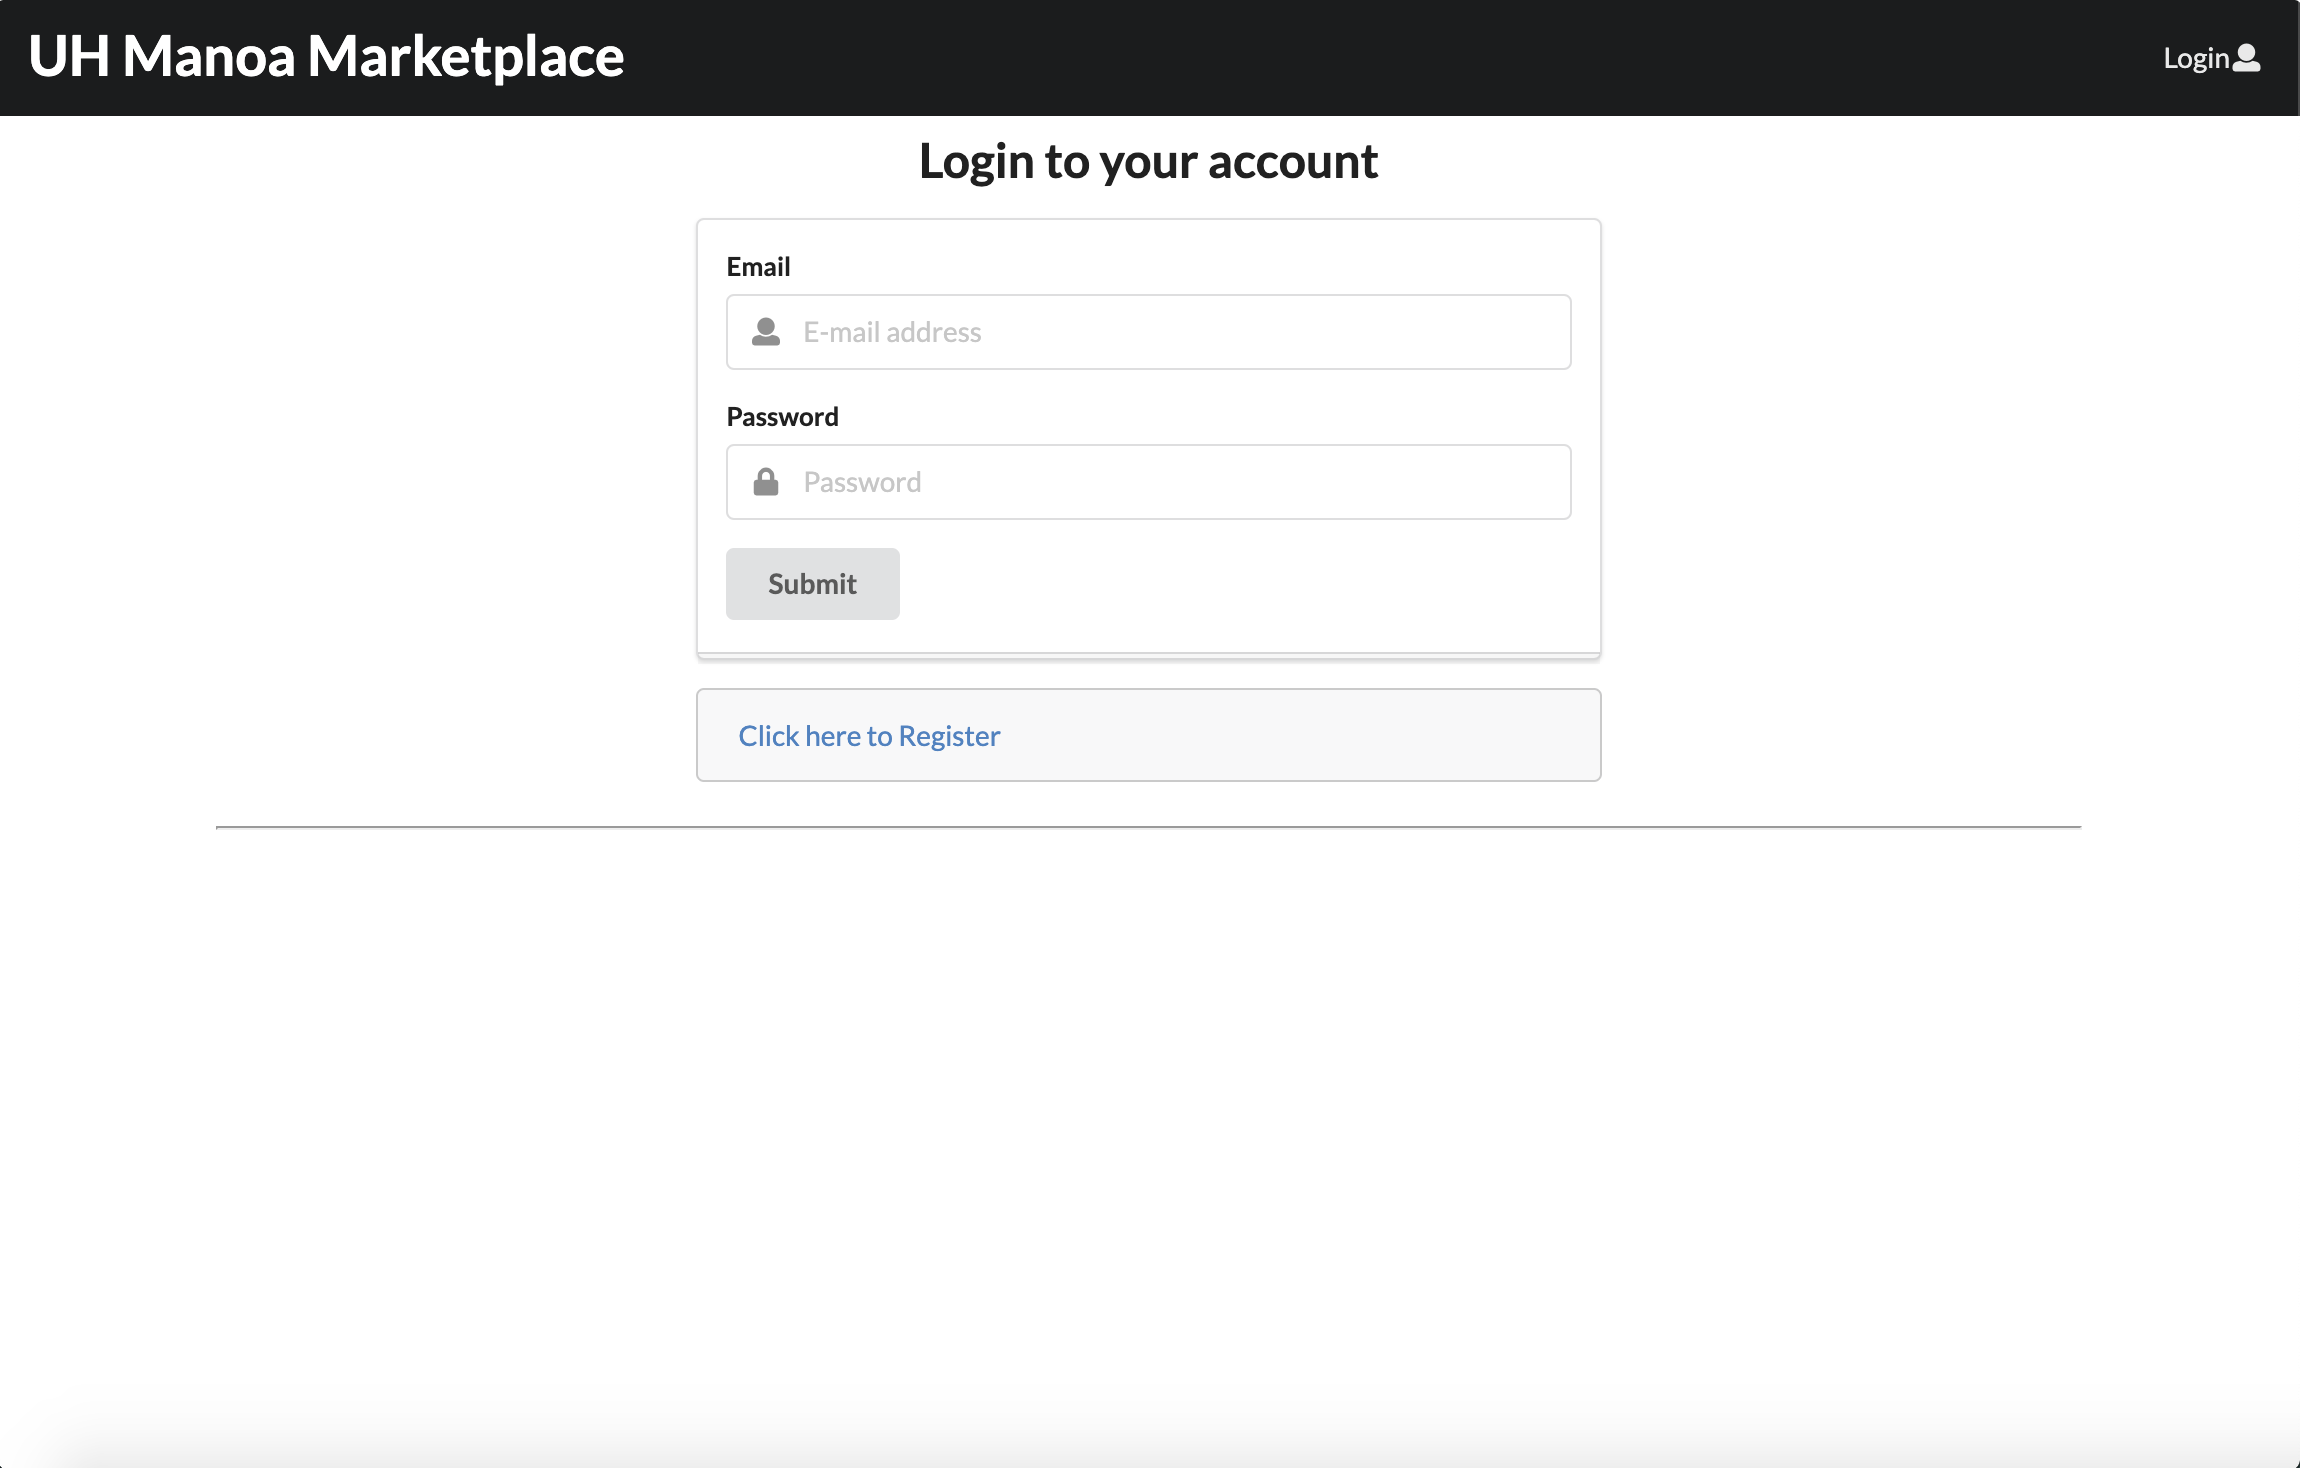 UH Manoa Marketplace
Login
Login to your account
Email
E-mail address
Password
Password
Submit
Click here to Register